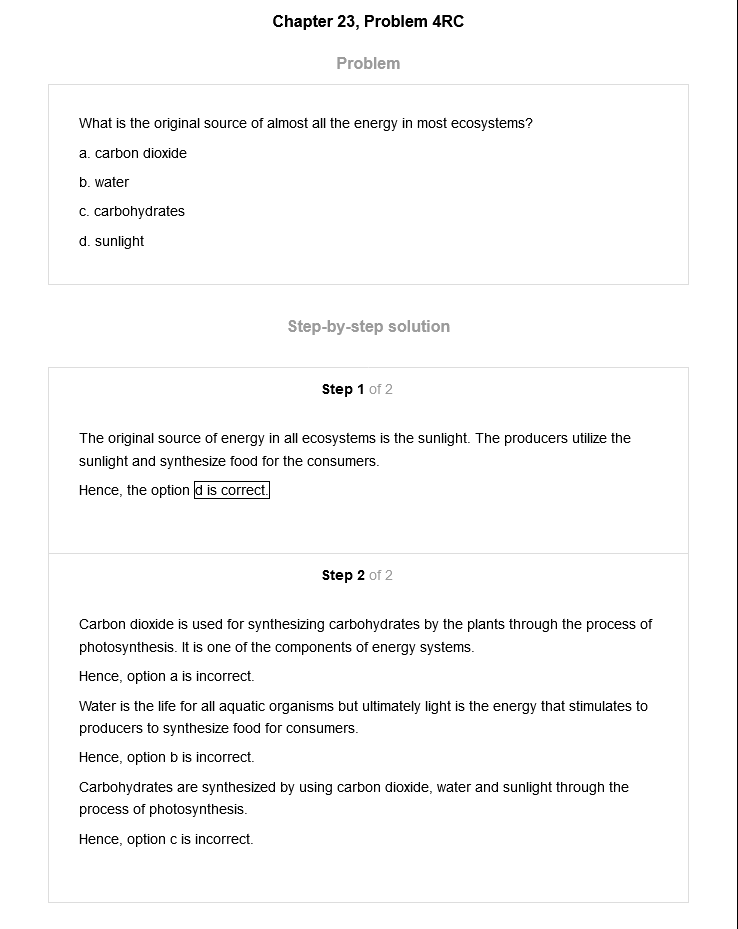 Chapter 23, Problem 4RC
Problem
What is the original source of almost all the energy in most ecosystems?
a. carbon dioxide
b. water
c. carbohydrates
d. sunlight
Step-by-step solution
Step 1 of 2
The original source of energy in all ecosystems is the sunlight. The producers utilize the
sunlight and synthesize food for the consumers.
Hence, the option d is correct.
Step 2 of 2
Carbon dioxide is used for synthesizing carbohydrates by the plants through the process of
photosynthesis. It is one of the components of energy systems.
Hence, option a is incorrect.
Water is the life for all aquatic organisms but ultimately light is the energy that stimulates to
producers to synthesize food for consumers.
Hence, option b is incorrect.
Carbohydrates are synthesized by using carbon dioxide, water and sunlight through the
process of photosynthesis.
Hence, option c is incorrect.